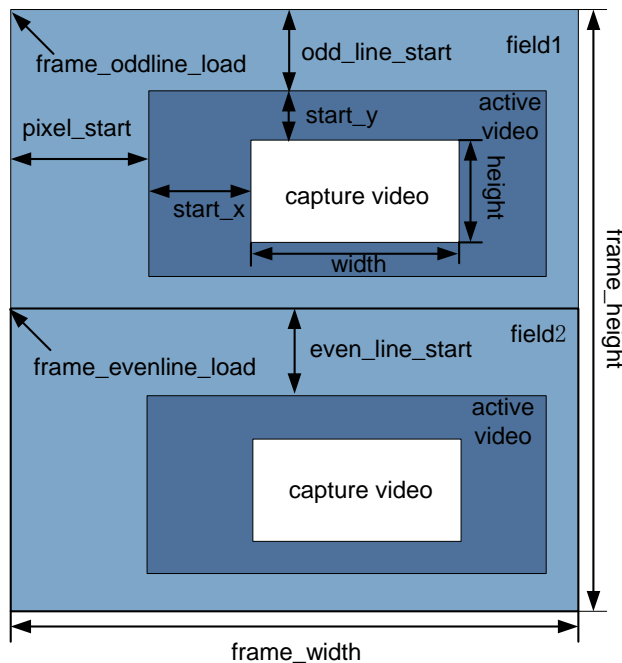 field1
odd_line_start
frame_oddline_load
active
video
start_y
pixel_start
height
capture video
start_x
width
frame_height
field2
even_line_start
frame_evenline_load
active
video
capture video
frame_width